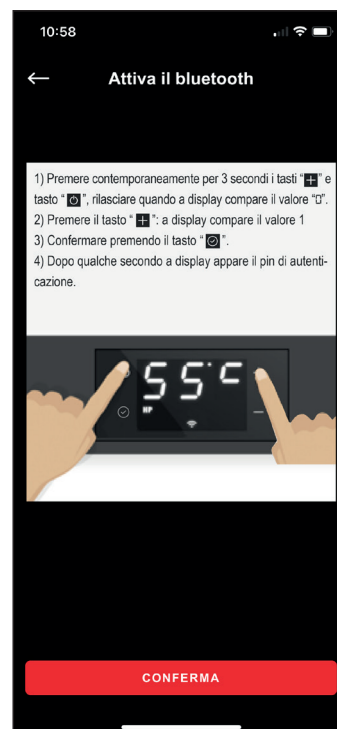 10:58
Attiva il bluetooth
1) Premere contemporaneamente per 3 secondi i tasti “+” e
tasto “⏻”, rilasciare quando a display compare il valore “0”.
2) Premere il tasto “+”: a display compare il valore 1
3) Confermare premendo il tasto “✓”.
4) Dopo qualche secondo a display appare il pin di autenti-
cazione.
55°C
HP
CONFERMA